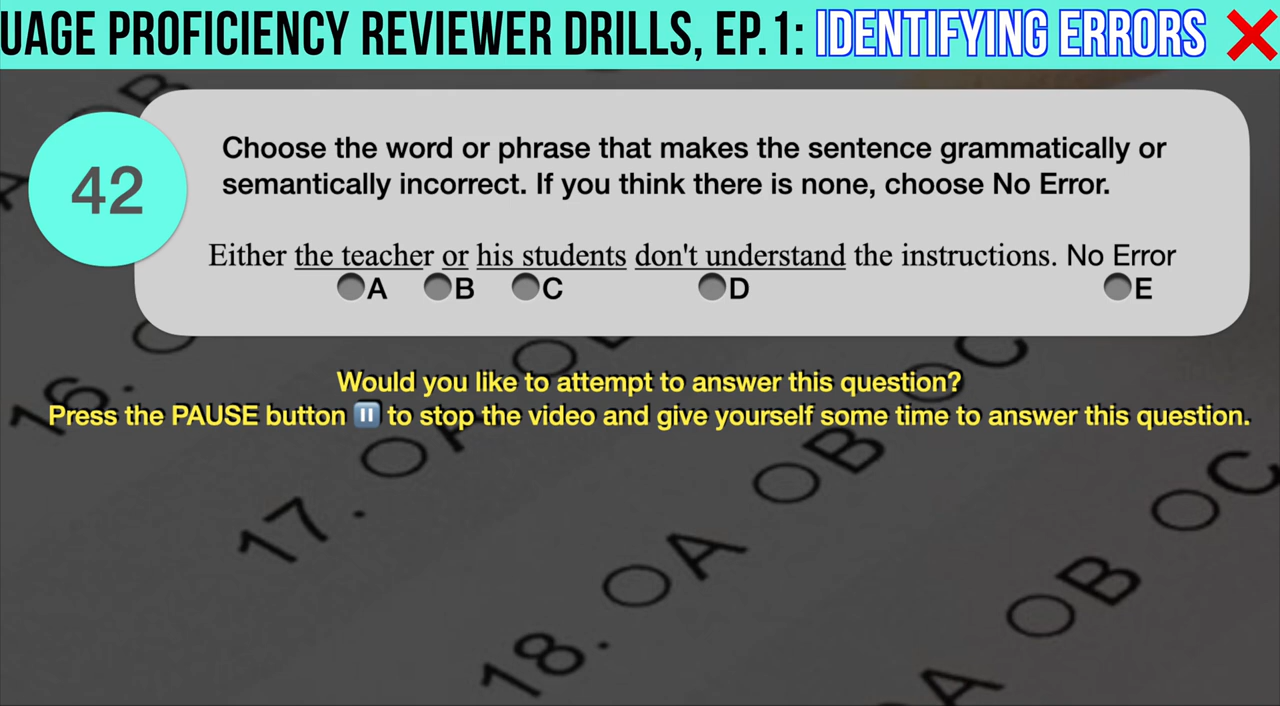 UAGE PROFICIENCY REVIEWER DRILLS, EP.1: IDENTIFYING ERRORS
42
Choose the word or phrase that makes the sentence grammatically or
semantically incorrect. If you think there is none, choose No Error.
Either the teacher or his students don't understand the instructions. No Error
A B C D E
Would you like to attempt to answer this question?
Press the PAUSE button to stop the video and give yourself some time to answer this question.
16.
17. A B C
18. A B
A